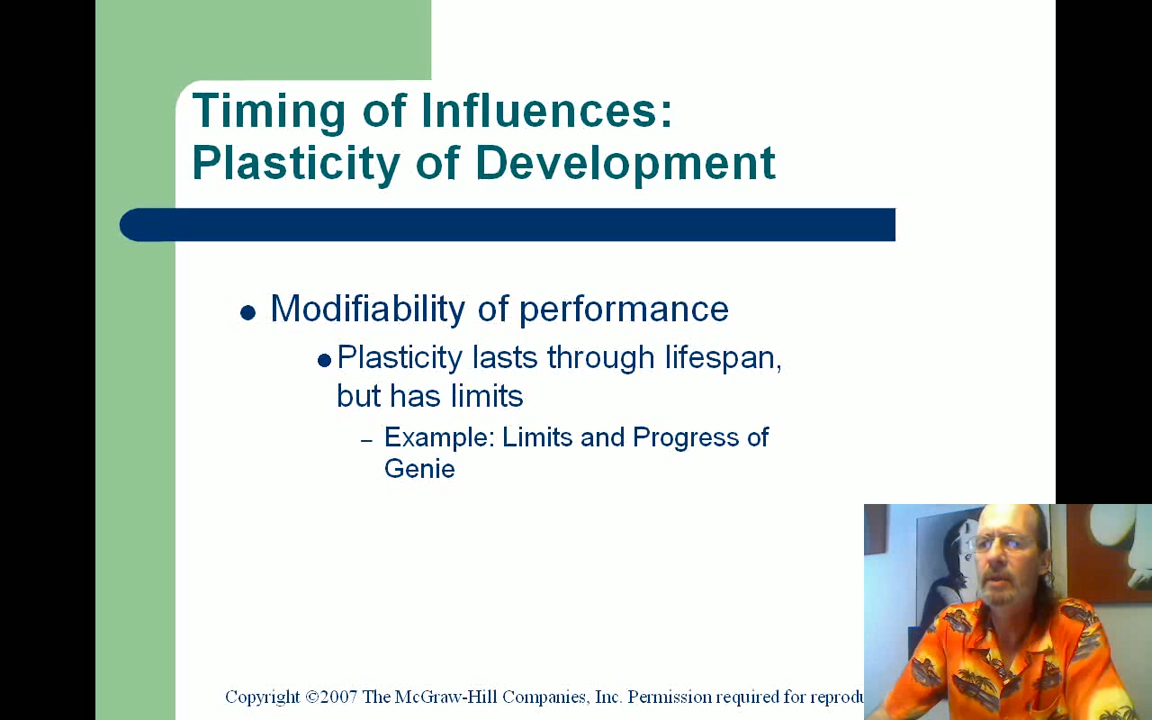 Timing of Influences:
Plasticity of Development
● Modifiability of performance
● Plasticity lasts through lifespan,
but has limits
– Example: Limits and Progress of
Genie
Copyright ©2007 The McGraw-Hill Companies, Inc. Permission required for